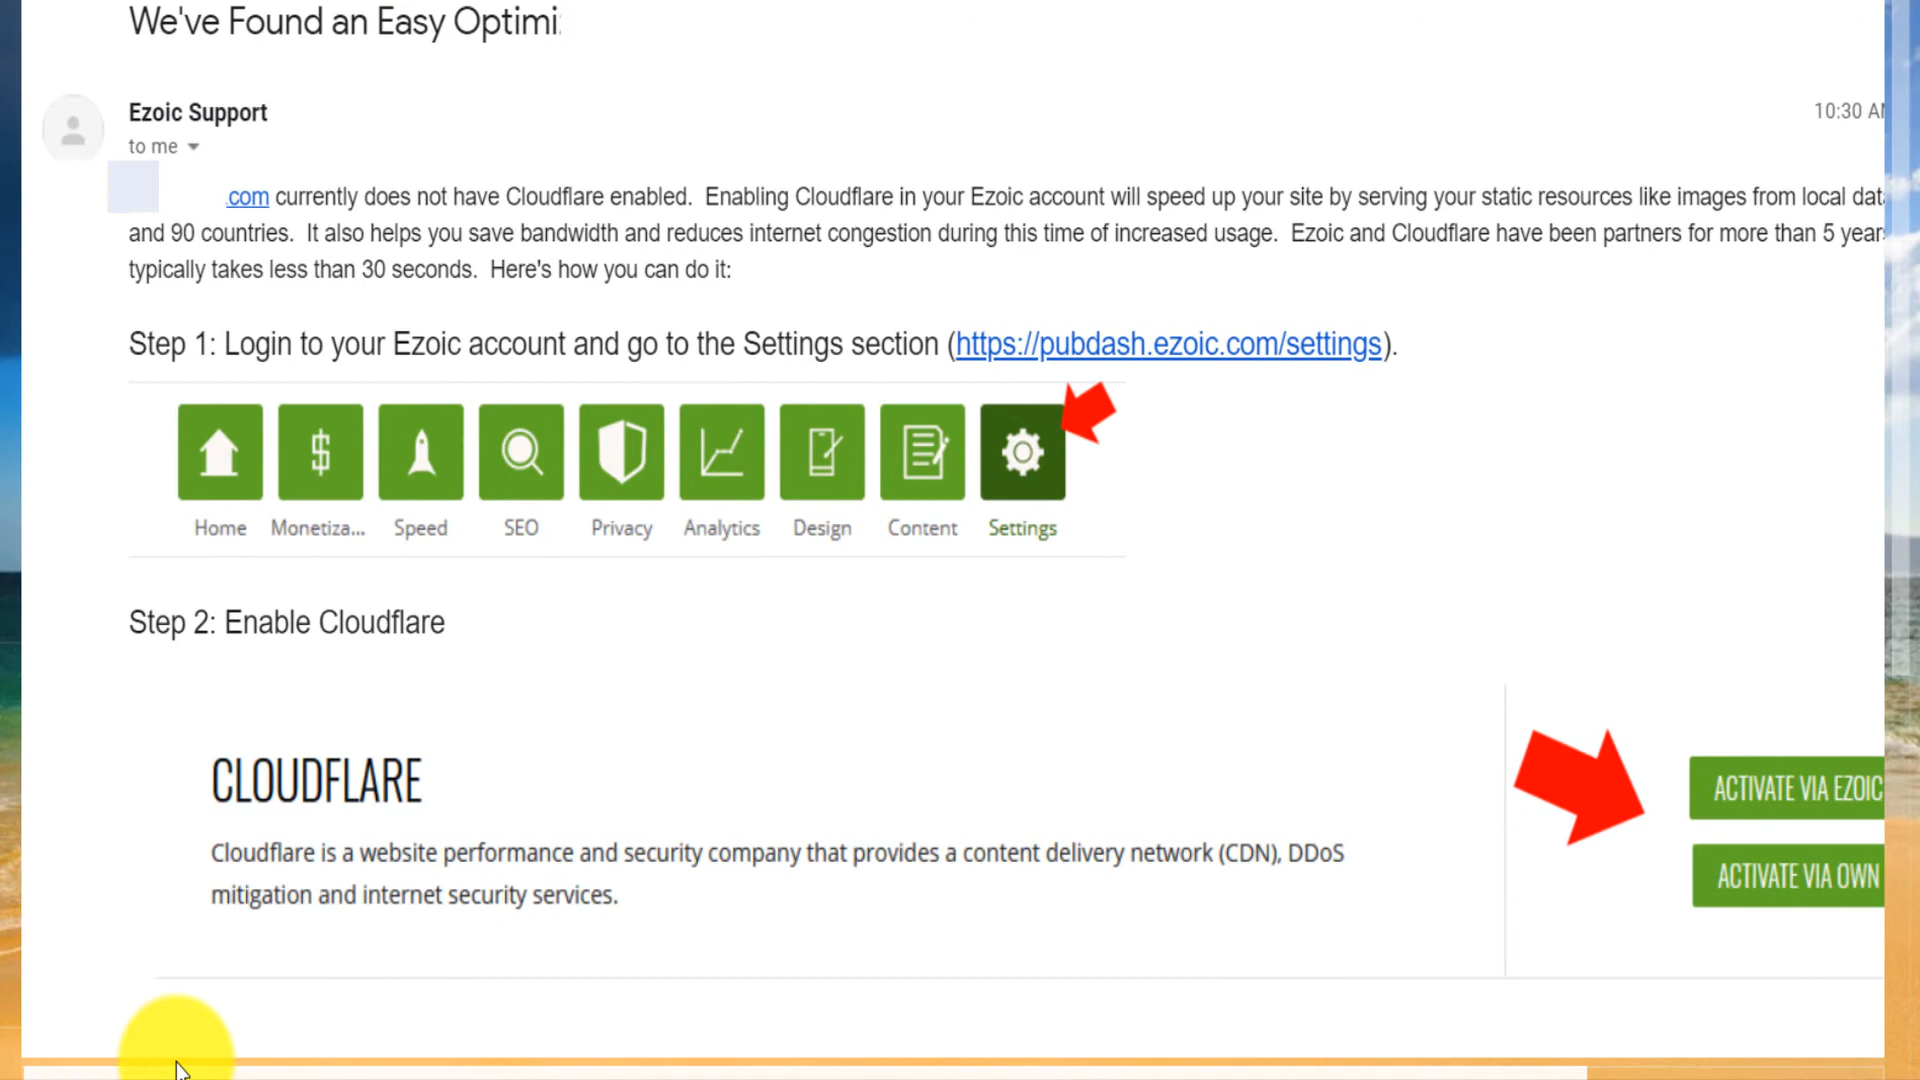 We've Found an Easy Optimi
Ezoic Support
10:30 AM
to me
.com currently does not have Cloudflare enabled.  Enabling Cloudflare in your Ezoic account will speed up your site by serving your static resources like images from local dat
and 90 countries.  It also helps you save bandwidth and reduces internet congestion during this time of increased usage.  Ezoic and Cloudflare have been partners for more than 5 year
typically takes less than 30 seconds.  Here's how you can do it:
Step 1: Login to your Ezoic account and go to the Settings section (https://pubdash.ezoic.com/settings).
Home Monetiza... Speed SEO Privacy Analytics Design Content Settings
Step 2: Enable Cloudflare
CLOUDFLARE
ACTIVATE VIA EZOIC
Cloudflare is a website performance and security company that provides a content delivery network (CDN), DDoS
mitigation and internet security services.
ACTIVATE VIA OWN